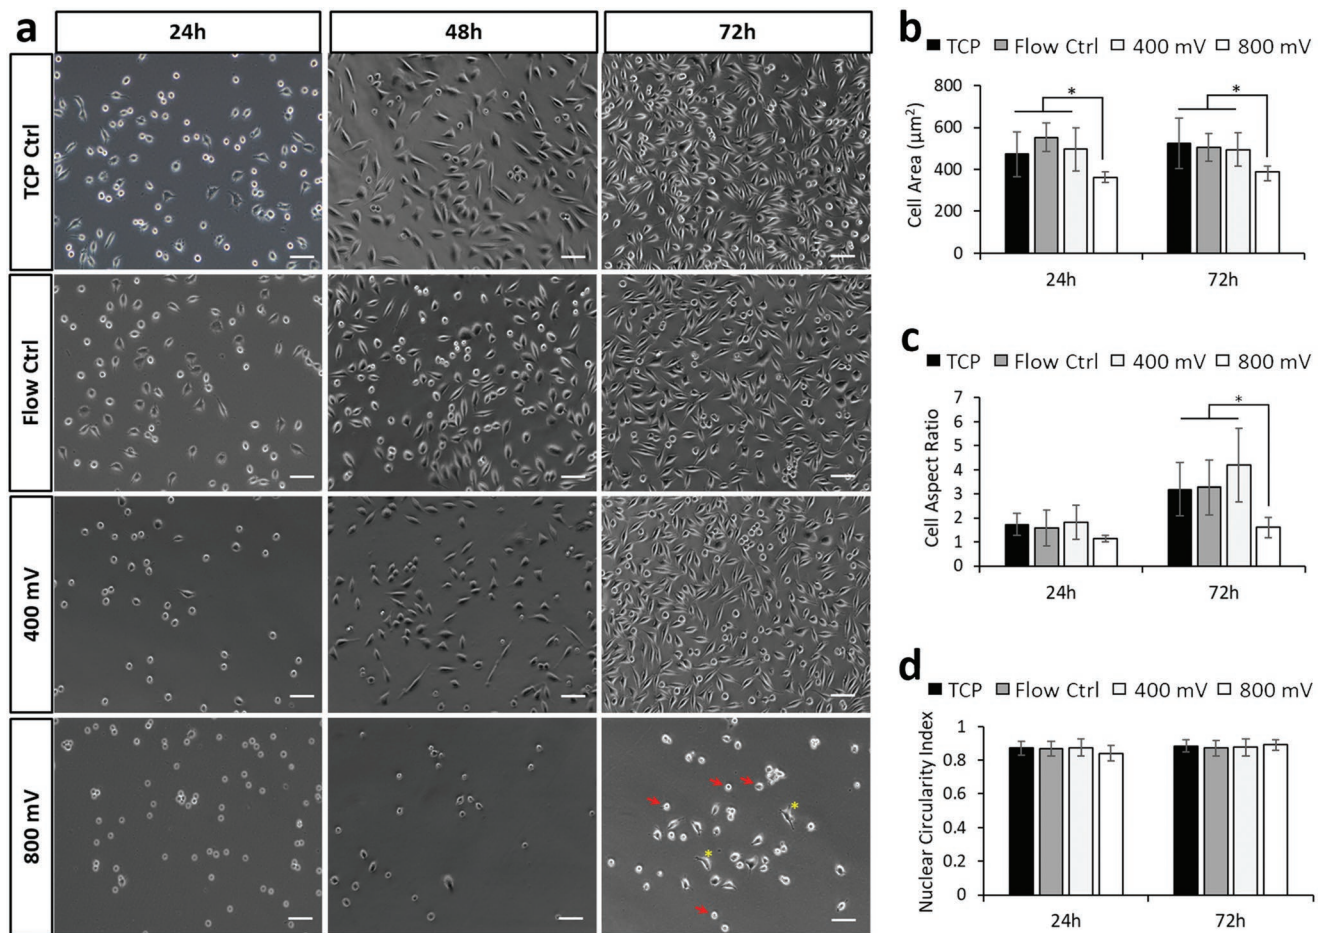 a
24h 48h 72h
TCP Ctrl
Flow Ctrl
400 mV
800 mV
* *
b
TCP Flow Ctrl 400 mV 800 mV
Cell Area (µm²)
800
600
400
200
0
* *
24h 72h
c
TCP Flow Ctrl 400 mV 800 mV
Cell Aspect Ratio
7
6
5
4
3
2
1
0
*
24h 72h
d
TCP Flow Ctrl 400 mV 800 mV
Nuclear Circularity Index
1
0.8
0.6
0.4
0.2
0
24h 72h